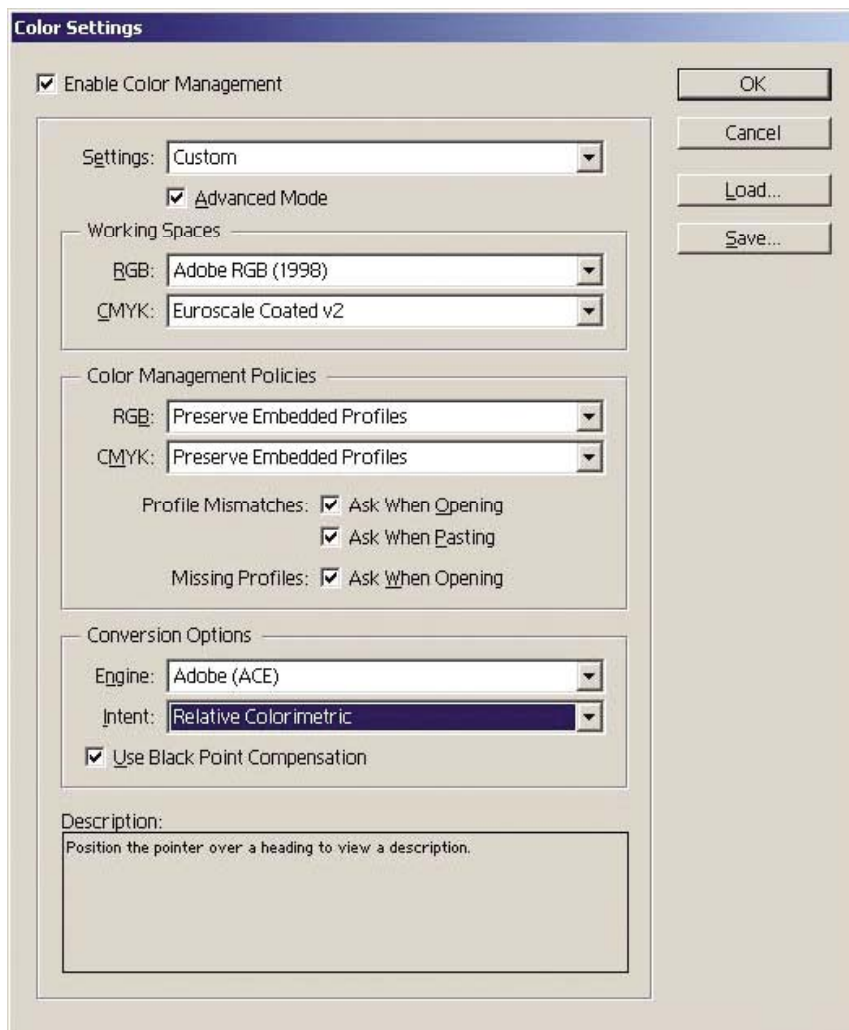 Color Settings
Enable Color Management
OK
Cancel
Settings: Custom
Advanced Mode
Load...
Save...
Working Spaces
RGB: Adobe RGB (1998)
CMYK: Euroscale Coated v2
Color Management Policies
RGB: Preserve Embedded Profiles
CMYK: Preserve Embedded Profiles
Profile Mismatches: Ask When Opening
Ask When Pasting
Missing Profiles: Ask When Opening
Conversion Options
Engine: Adobe (ACE)
Intent: Relative Colorimetric
Use Black Point Compensation
Description:
Position the pointer over a heading to view a description.